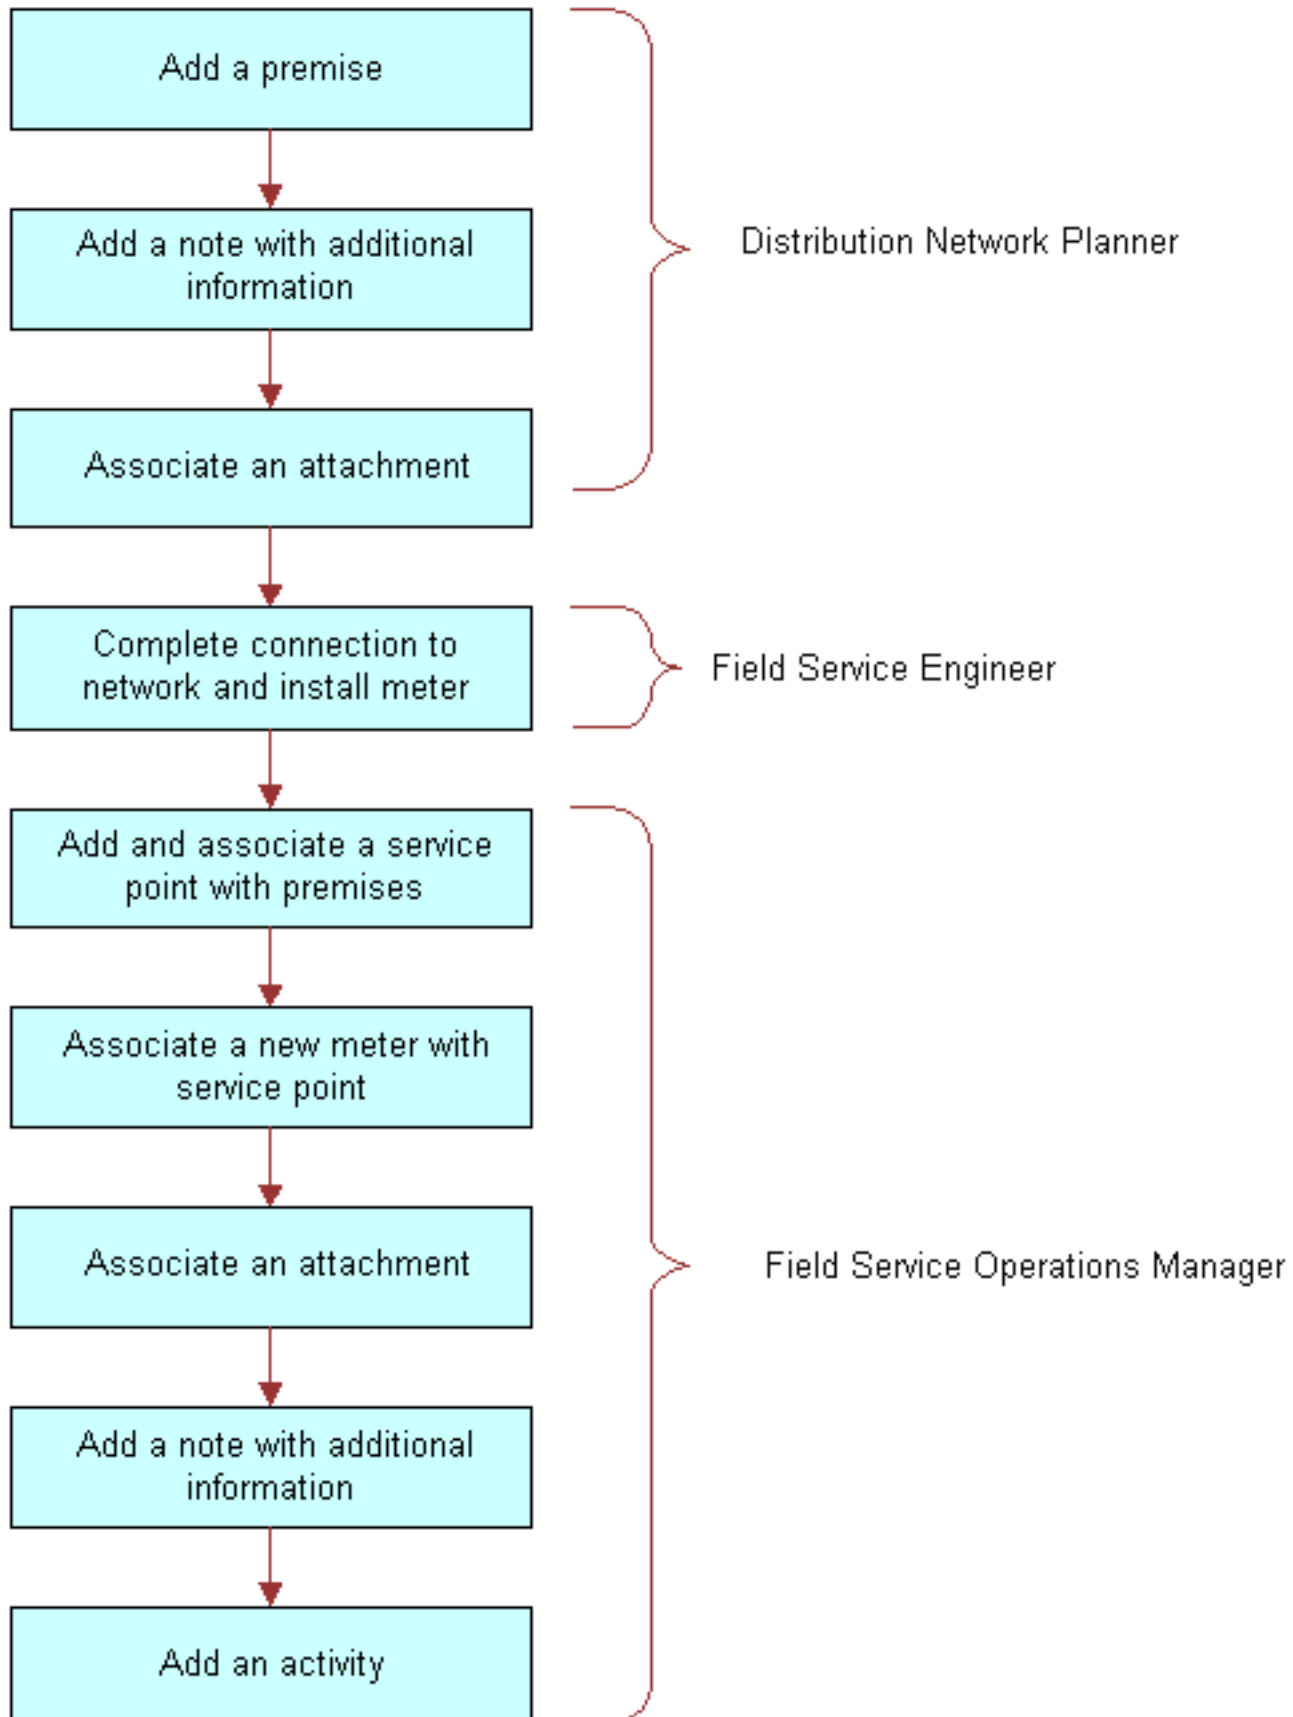 Add a premise
Add a note with additional
information
Distribution Network Planner
Associate an attachment
Complete connection to
network and install meter
Field Service Engineer
Add and associate a service
point with premises
Associate a new meter with
service point
Associate an attachment
Field Service Operations Manager
Add a note with additional
information
Add an activity